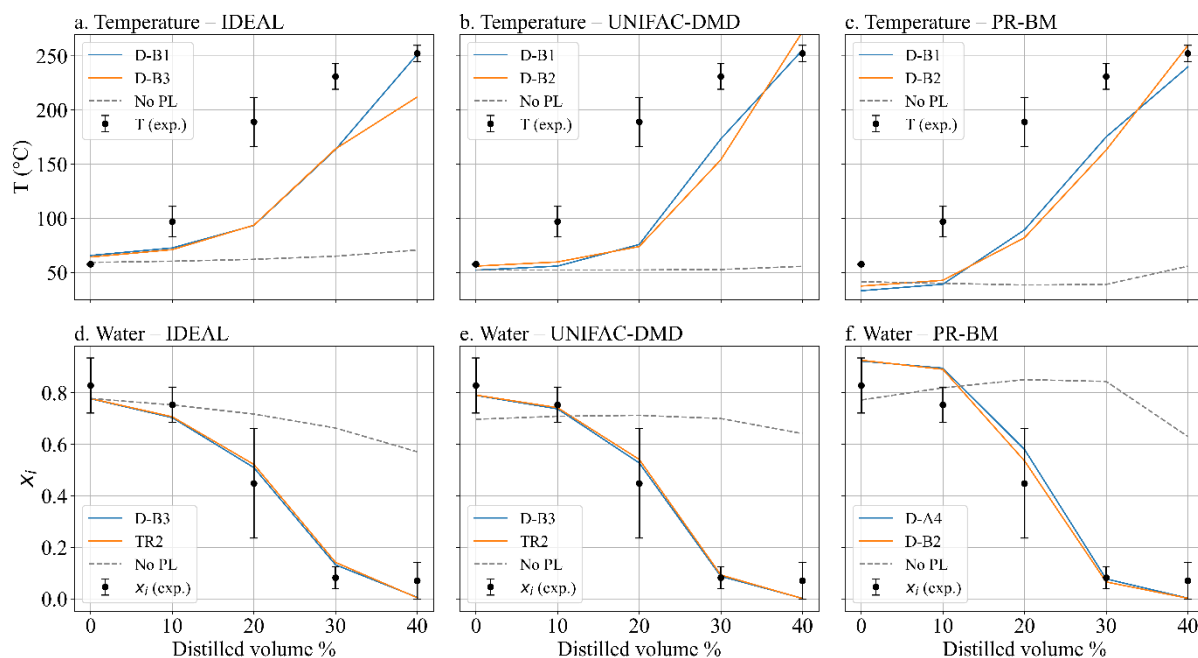 a. Temperature – IDEAL
b. Temperature – UNIFAC-DMD
c. Temperature – PR-BM
T (°C)
250
200
150
100
50
D-B1
D-B3
No PL
T (exp.)
D-B1
D-B2
No PL
T (exp.)
D-B1
D-B2
No PL
T (exp.)
d. Water – IDEAL
e. Water – UNIFAC-DMD
f. Water – PR-BM
x_i
0.8
0.6
0.4
0.2
0.0
D-B3
TR2
No PL
x_i (exp.)
D-B3
TR2
No PL
x_i (exp.)
D-A4
D-B2
No PL
x_i (exp.)
0 10 20 30 40
0 10 20 30 40
0 10 20 30 40
Distilled volume %
Distilled volume %
Distilled volume %